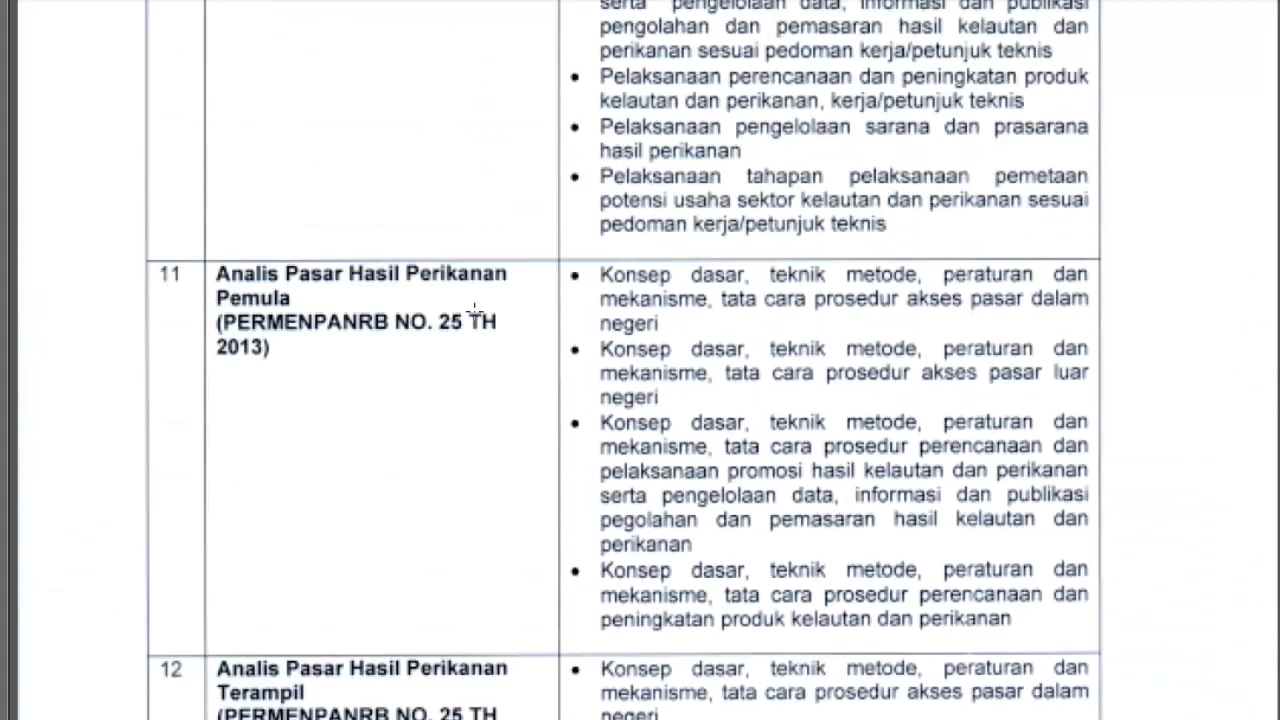 serta pengelolaan data, informasi dan publikasi
pengolahan dan pemasaran hasil kelautan dan
perikanan sesuai pedoman kerja/petunjuk teknis
• Pelaksanaan perencanaan dan peningkatan produk
kelautan dan perikanan, kerja/petunjuk teknis
• Pelaksanaan pengelolaan sarana dan prasarana
hasil perikanan
• Pelaksanaan tahapan pelaksanaan pemetaan
potensi usaha sektor kelautan dan perikanan sesuai
pedoman kerja/petunjuk teknis
11
Analis Pasar Hasil Perikanan
Pemula
(PERMENPANRB NO. 25 TH
2013)
• Konsep dasar, teknik metode, peraturan dan
mekanisme, tata cara prosedur akses pasar dalam
negeri
• Konsep dasar, teknik metode, peraturan dan
mekanisme, tata cara prosedur akses pasar luar
negeri
• Konsep dasar, teknik metode, peraturan dan
mekanisme, tata cara prosedur perencanaan dan
pelaksanaan promosi hasil kelautan dan perikanan
serta pengelolaan data, informasi dan publikasi
pegolahan dan pemasaran hasil kelautan dan
perikanan
• Konsep dasar, teknik metode, peraturan dan
mekanisme, tata cara prosedur perencanaan dan
peningkatan produk kelautan dan perikanan
12
Analis Pasar Hasil Perikanan
Terampil
(PERMENPANRB NO. 25 TH
• Konsep dasar, teknik metode, peraturan dan
mekanisme, tata cara prosedur akses pasar dalam
negeri